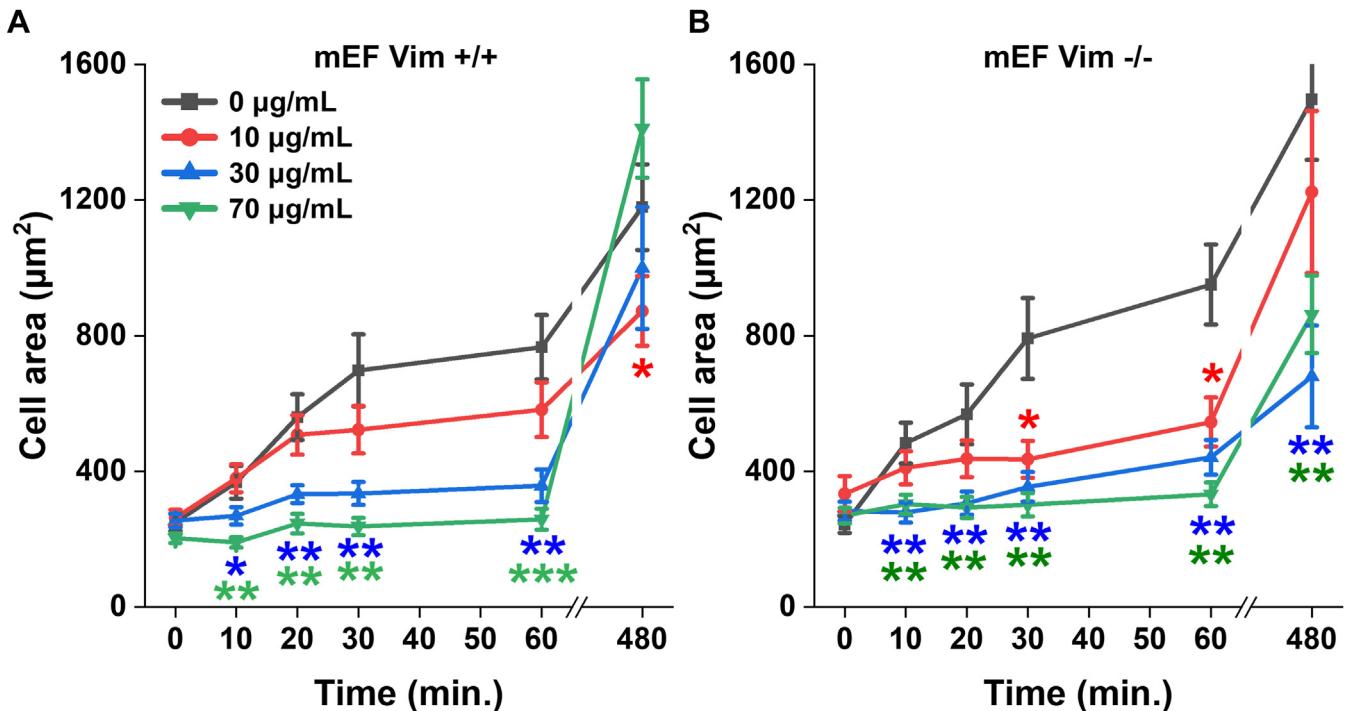 A
mEF Vim +/+
Cell area (μm²)
1600
1200
800
400
0
0 μg/mL
10 μg/mL
30 μg/mL
70 μg/mL
*
* ** ** **
** ** ** ***
0 10 20 30 40 50 60 480
Time (min.)
B
mEF Vim -/-
Cell area (μm²)
1600
1200
800
400
0
* *
** ** ** ** **
** ** ** ** **
0 10 20 30 40 50 60 480
Time (min.)